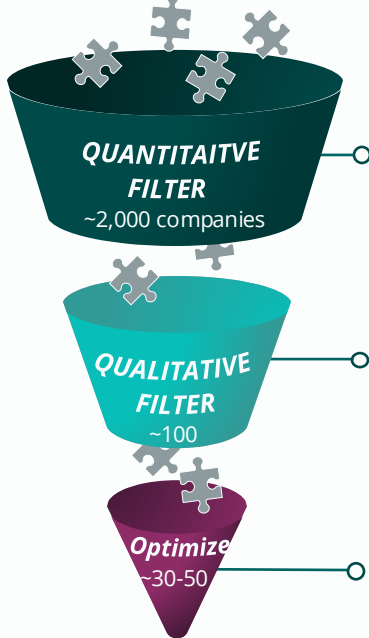 QUANTITAITVE
FILTER
~2,000 companies
QUALITATIVE
FILTER
~100
Optimize
~30-50